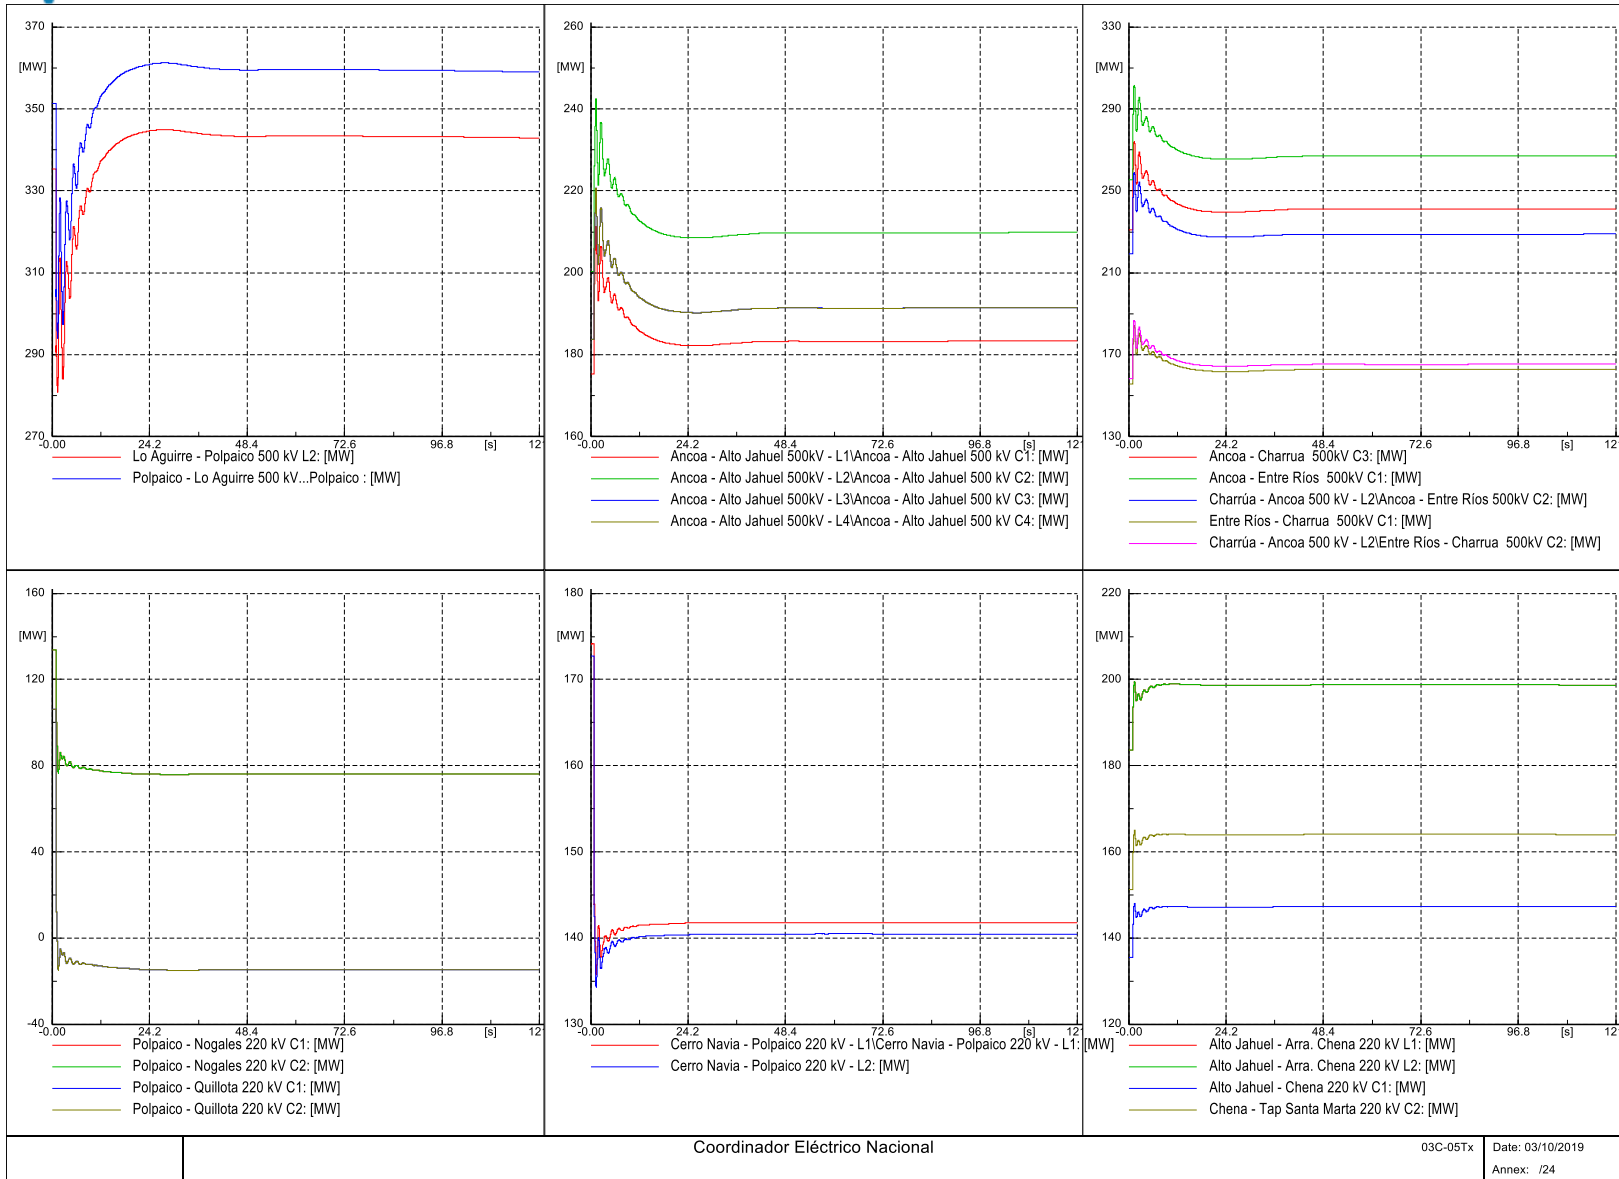 370
[MW]
350
330
310
290
270
-0.00
24.2
48.4
72.6
96.8
[s]
12
Lo Aguirre - Polpaico 500 kV L2: [MW]
Polpaico - Lo Aguirre 500 kV...Polpaico : [MW]
260
[MW]
240
220
200
180
160
-0.00
24.2
48.4
72.6
96.8
[s]
12
Ancoa - Alto Jahuel 500kV - L1\Ancoa - Alto Jahuel 500 kV C1: [MW]
Ancoa - Alto Jahuel 500kV - L2\Ancoa - Alto Jahuel 500 kV C2: [MW]
Ancoa - Alto Jahuel 500kV - L3\Ancoa - Alto Jahuel 500 kV C3: [MW]
Ancoa - Alto Jahuel 500kV - L4\Ancoa - Alto Jahuel 500 kV C4: [MW]
330
[MW]
290
250
210
170
130
-0.00
24.2
48.4
72.6
96.8
[s]
12
Ancoa - Charrua  500kV C3: [MW]
Ancoa - Entre Ríos  500kV C1: [MW]
Charrúa - Ancoa 500 kV - L2\Ancoa - Entre Ríos 500kV C2: [MW]
Entre Ríos - Charrua  500kV C1: [MW]
Charrúa - Ancoa 500 kV - L2\Entre Ríos - Charrua  500kV C2: [MW]
160
[MW]
120
80
40
0
-40
-0.00
24.2
48.4
72.6
96.8
[s]
12
Polpaico - Nogales 220 kV C1: [MW]
Polpaico - Nogales 220 kV C2: [MW]
Polpaico - Quillota 220 kV C1: [MW]
Polpaico - Quillota 220 kV C2: [MW]
180
[MW]
170
160
150
140
130
-0.00
24.2
48.4
72.6
96.8
[s]
12
Cerro Navia - Polpaico 220 kV - L1\Cerro Navia - Polpaico 220 kV - L1: [MW]
Cerro Navia - Polpaico 220 kV - L2: [MW]
220
[MW]
200
180
160
140
120
-0.00
24.2
48.4
72.6
96.8
[s]
12
Alto Jahuel - Arra. Chena 220 kV L1: [MW]
Alto Jahuel - Arra. Chena 220 kV L2: [MW]
Alto Jahuel - Chena 220 kV C1: [MW]
Chena - Tap Santa Marta 220 kV C2: [MW]
Coordinador Eléctrico Nacional
03C-05Tx
Date: 03/10/2019
Annex: /24